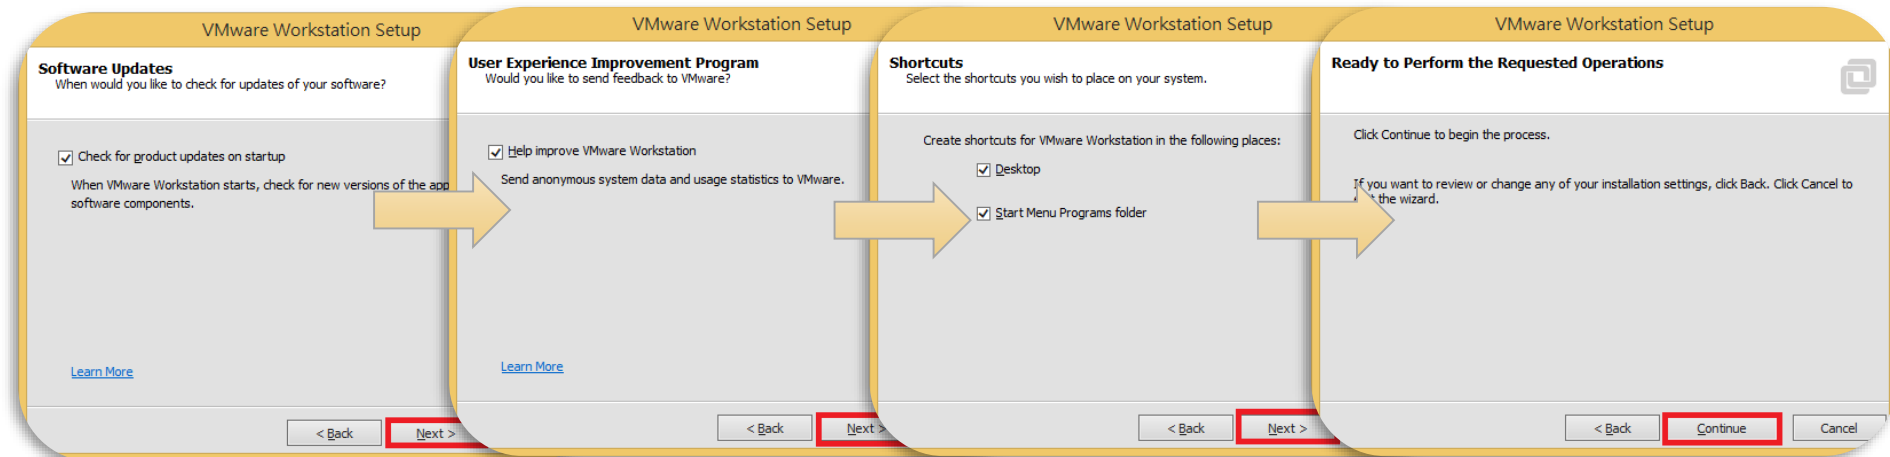 VMware Workstation Setup
Software Updates
When would you like to check for updates of your software?
Check for product updates on startup
When VMware Workstation starts, check for new versions of the app
software components.
Learn More
< Back
Next >
VMware Workstation Setup
User Experience Improvement Program
Would you like to send feedback to VMware?
Help improve VMware Workstation
Send anonymous system data and usage statistics to VMware.
Learn More
< Back
Next >
VMware Workstation Setup
Shortcuts
Select the shortcuts you wish to place on your system.
Create shortcuts for VMware Workstation in the following places:
Desktop
Start Menu Programs folder
< Back
Next >
VMware Workstation Setup
Ready to Perform the Requested Operations
Click Continue to begin the process.
If you want to review or change any of your installation settings, click Back. Click Cancel to
the wizard.
< Back
Continue
Cancel